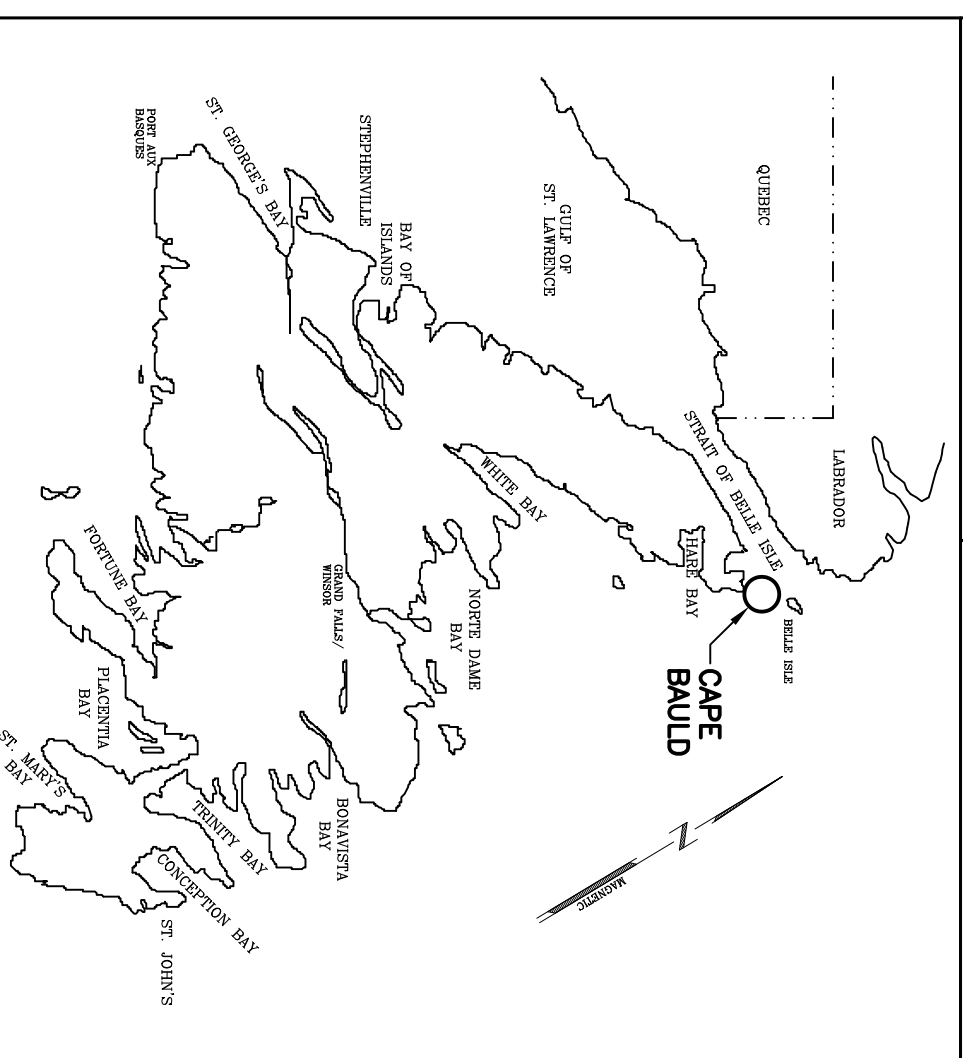 QUEBEC
LABRADOR
GULF OF
ST. LAWRENCE
STRAIT OF BELLE ISLE
BELLE ISLE
HARE BAY
CAPE
BAULD
WHITE BAY
STEPHENVILLE
BAY OF
ISLANDS
ST. GEORGE'S BAY
PORT AUX
BASQUES
NORTE DAME
BAY
GRAND FALLS/
WINSOR
FORTUNE BAY
PLACENTIA
BAY
ST. MARY'S
BAY
TRINITY BAY
BONAVISTA
BAY
CONCEPTION BAY
ST. JOHN'S
N
MAGNETIC